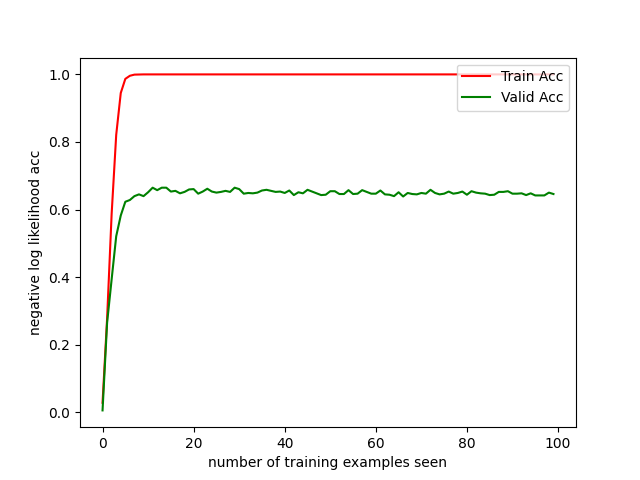 Train Acc
Valid Acc
negative log likelihood acc
1.0
0.8
0.6
0.4
0.2
0.0
0 20 40 60 80 100
number of training examples seen